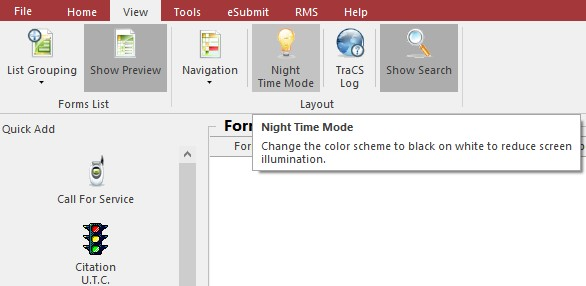 File Home View Tools eSubmit RMS Help
List Grouping
Show Preview
Navigation
Night
Time Mode
TraCS
Log
Show Search
Forms List
Layout
Quick Add
Night Time Mode
Change the color scheme to black on white to reduce screen
illumination.
Call For Service
Citation
U.T.C.